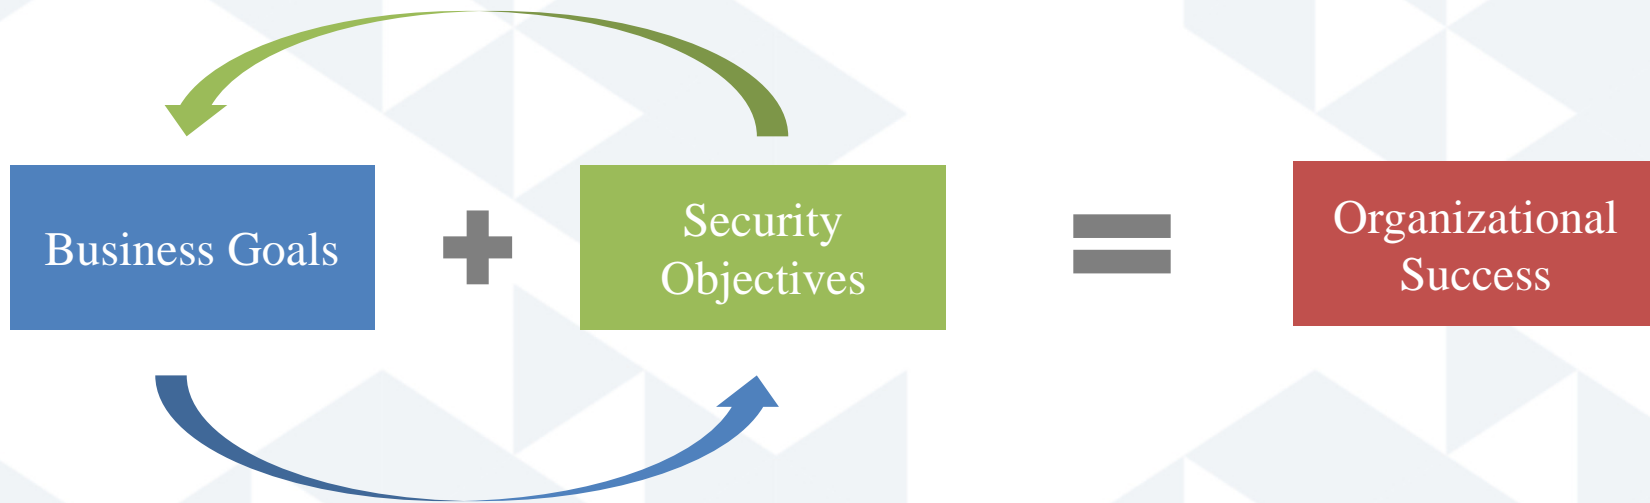 Business Goals
Security
Objectives
Organizational
Success